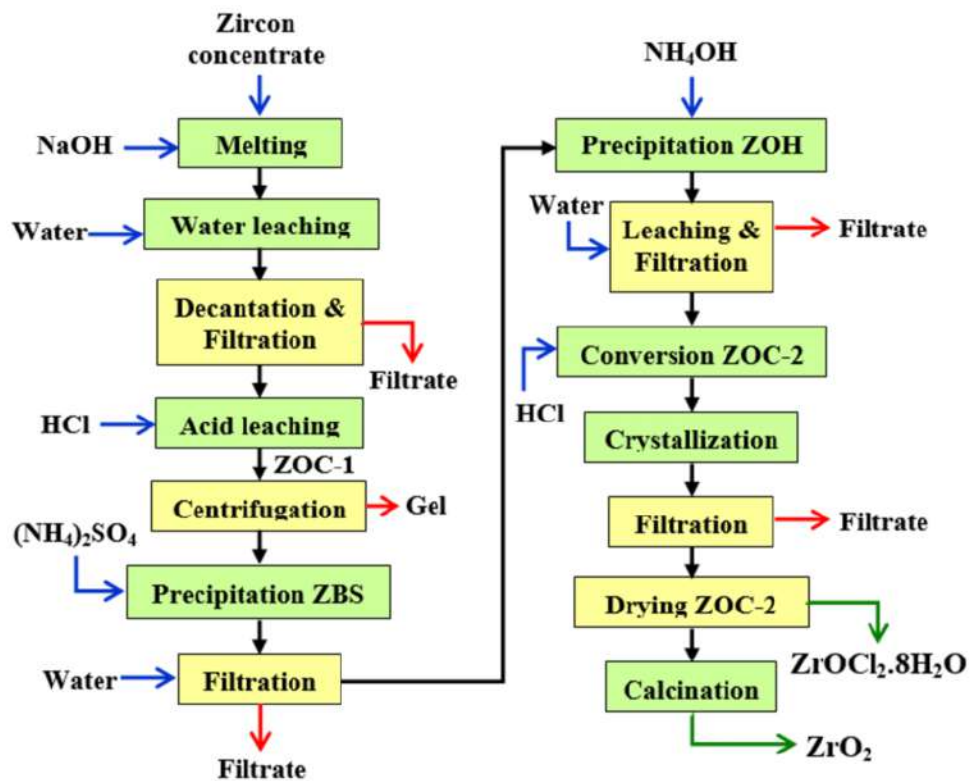 Zircon
concentrate
NaOH
Melting
Water
Water leaching
Decantation &
Filtration
Filtrate
HCl
Acid leaching
ZOC-1
Centrifugation
Gel
(NH₄)₂SO₄
Precipitation ZBS
Water
Filtration
Filtrate
NH₄OH
Precipitation ZOH
Water
Leaching &
Filtration
Filtrate
Conversion ZOC-2
HCl
Crystallization
Filtration
Filtrate
Drying ZOC-2
ZrOCl₂.8H₂O
Calcination
ZrO₂